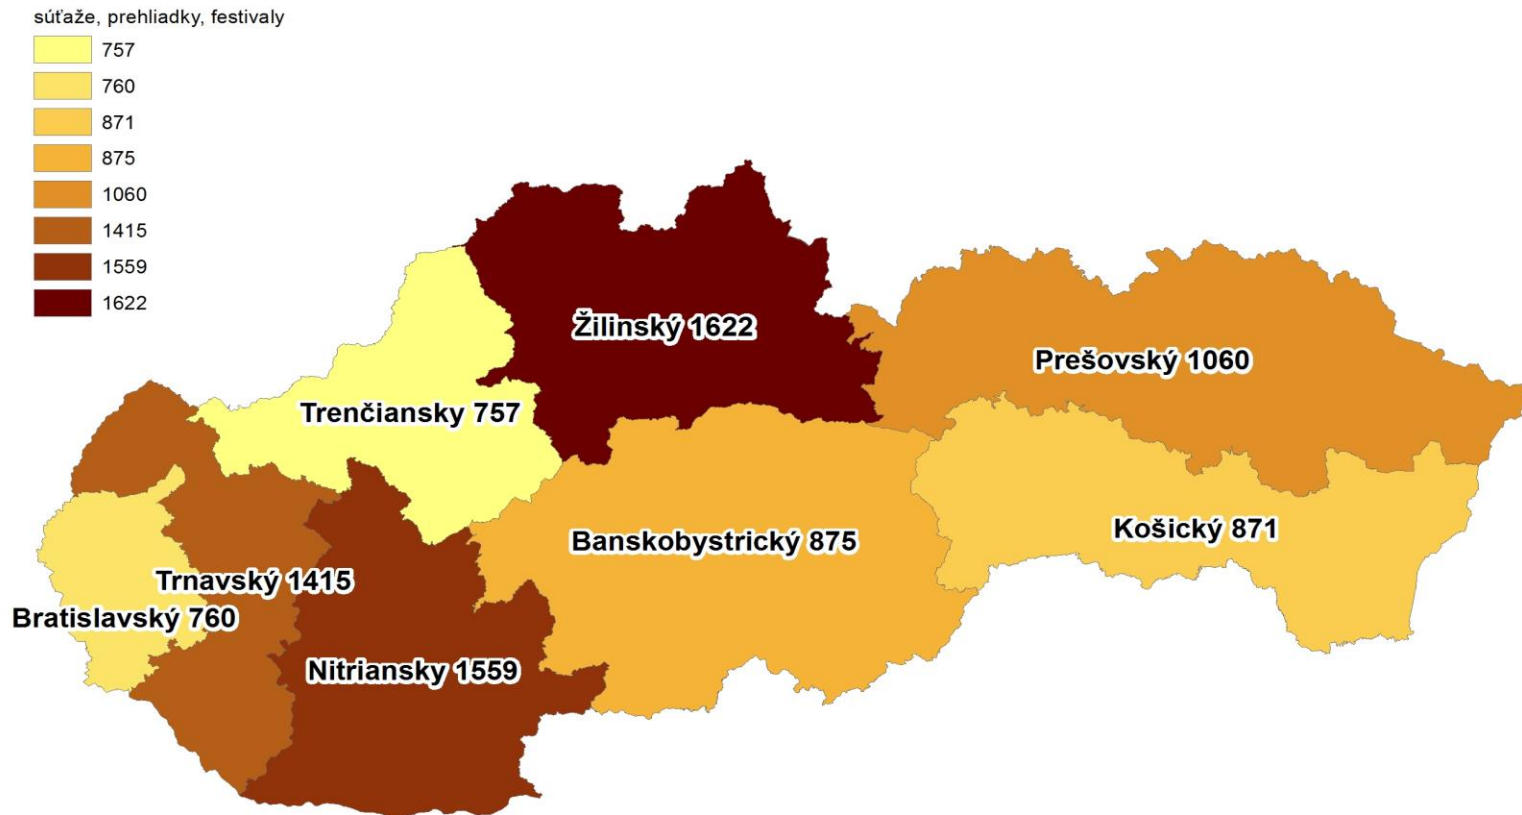 súťaže, prehliadky, festivaly
757
760
871
875
1060
1415
1559
1622
Žilinský 1622
Prešovský 1060
Trenčiansky 757
Košický 871
Banskobystrický 875
Trnavský 1415
Bratislavský 760
Nitriansky 1559